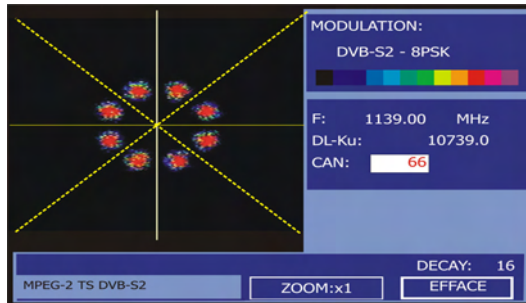 MODULATION:
DVB-S2 - 8PSK
F: 1139.00 MHz
DL-Ku: 10739.0
CAN: 66
DECAY: 16
MPEG-2 TS DVB-S2
ZOOM:x1
EFFACE